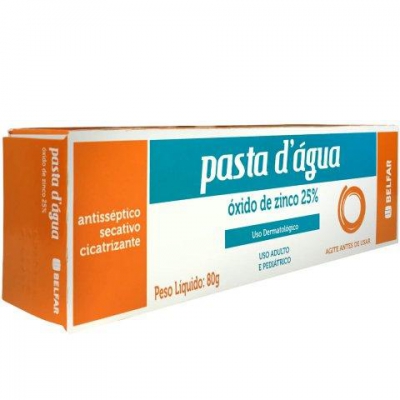 pasta d'água
óxido de zinco 25%
BELFAR
antisséptico
secativo
cicatrizante
pasta d'água
óxido de zinco 25%
Uso Dermatológico
USO ADULTO
E PEDIÁTRICO
Peso Líquido: 80g
AGITE ANTES DE USAR
BELFAR